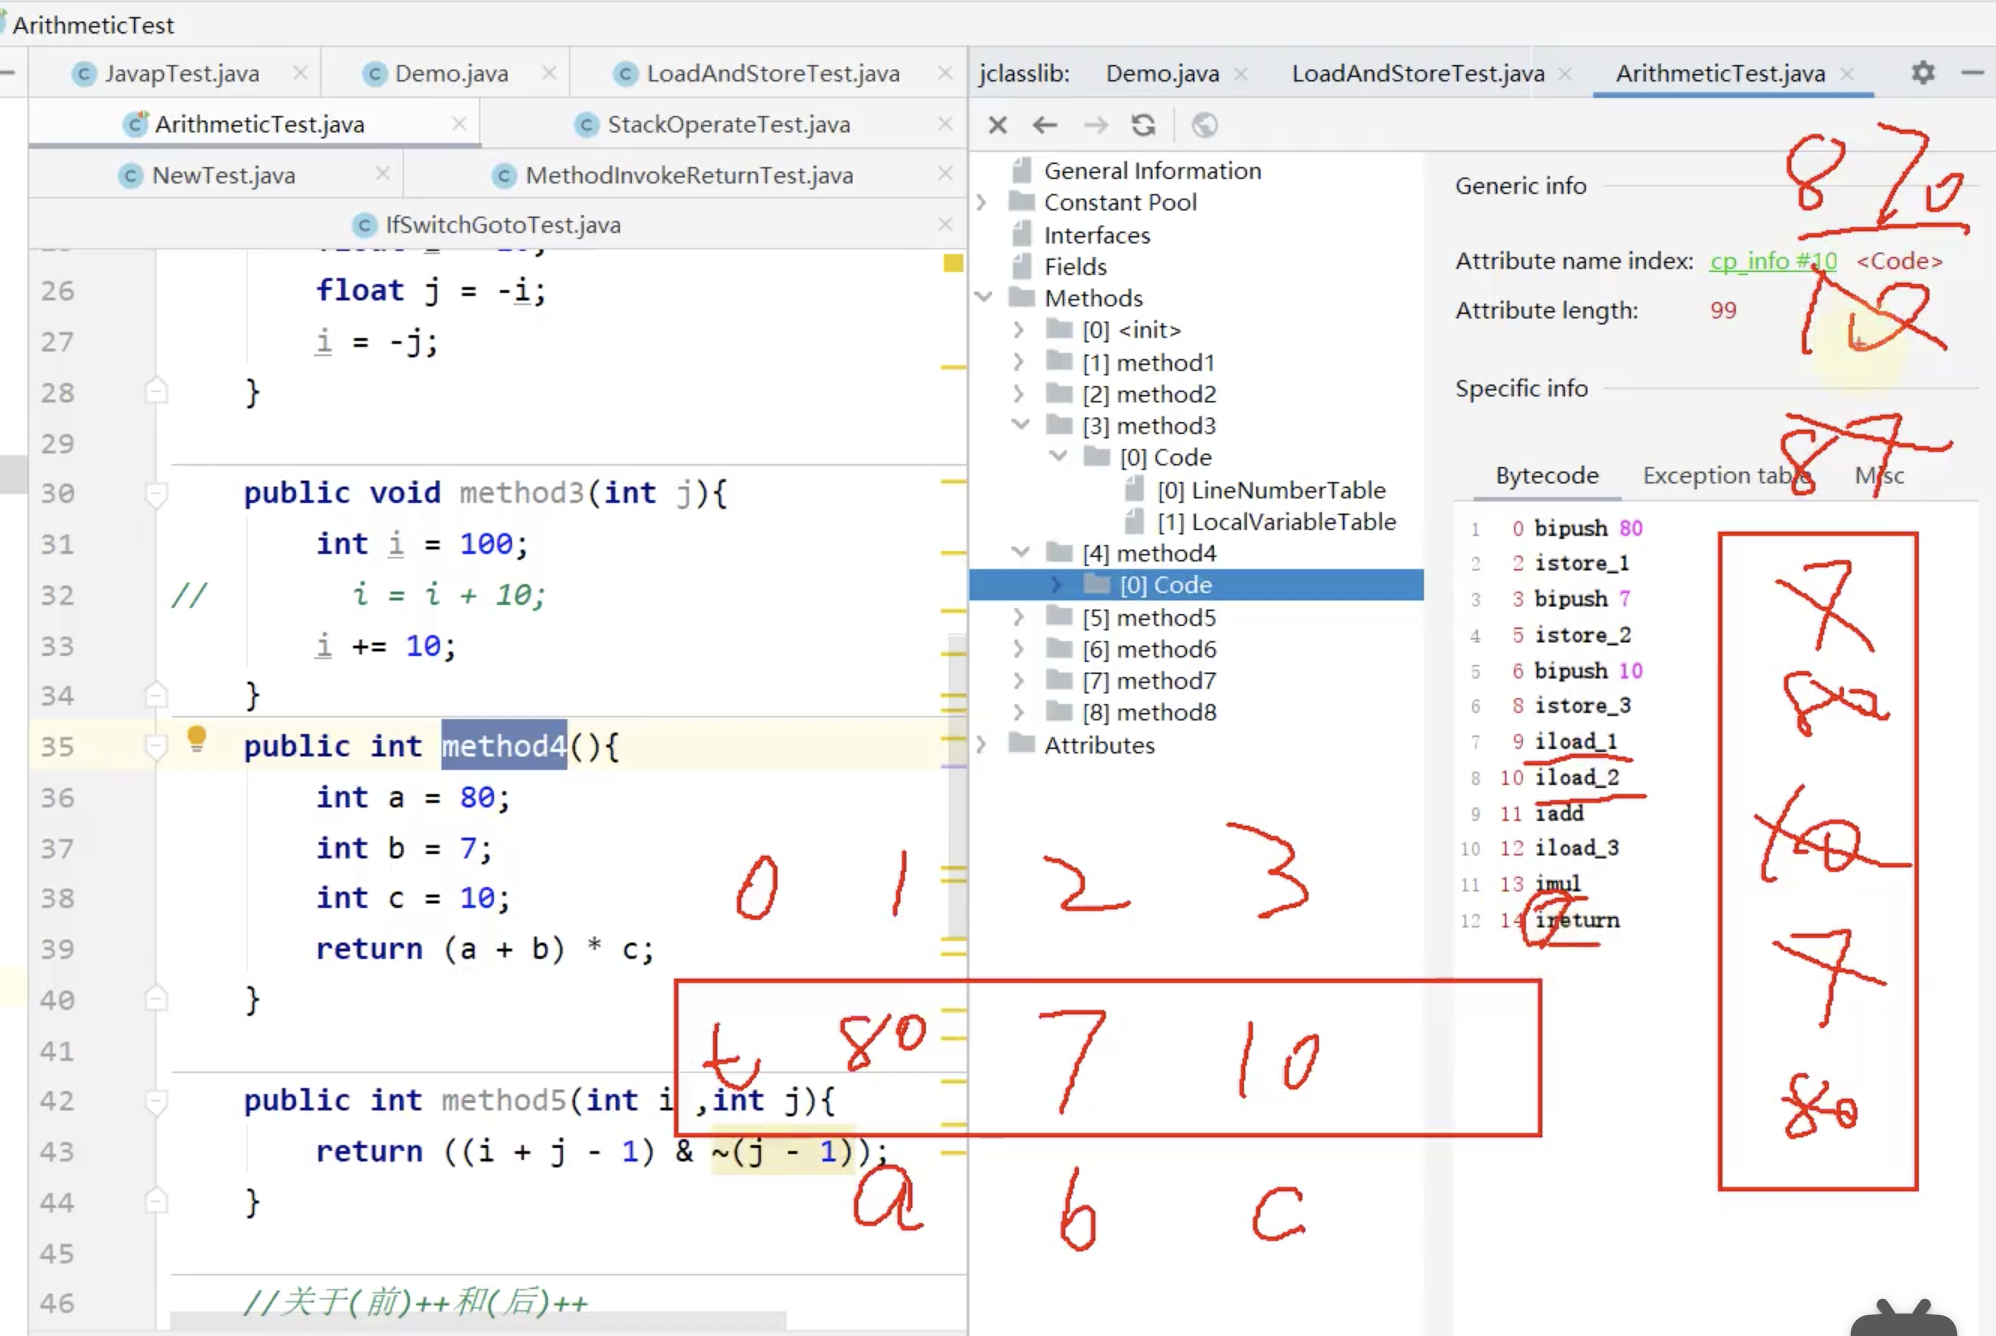 ArithmeticTest
JavapTest.java
Demo.java
LoadAndStoreTest.java
ArithmeticTest.java
StackOperateTest.java
NewTest.java
MethodInvokeReturnTest.java
IfSwitchGotoTest.java
26 float j = -i;
27 i = -j;
28 }
29
30 public void method3(int j){
31 int i = 100;
32 // i = i + 10;
33 i += 10;
34 }
35 public int method4(){
36 int a = 80;
37 int b = 7;
38 int c = 10;
39 return (a + b) * c;
40 }
41
42 public int method5(int i ,int j){
43 return ((i + j - 1) & ~(j - 1));
44 }
45
46 //关于(前)++和(后)++
0 1 2 3
t 80 7 10
a b c
jclasslib: Demo.java LoadAndStoreTest.java ArithmeticTest.java
General Information
Constant Pool
Interfaces
Fields
Methods
[0] <init>
[1] method1
[2] method2
[3] method3
[0] Code
[0] LineNumberTable
[1] LocalVariableTable
[4] method4
[0] Code
[5] method5
[6] method6
[7] method7
[8] method8
Attributes
870
Generic info
Attribute name index: cp_info #10 <Code>
Attribute length: 99
10
Specific info
87
Bytecode Exception table Misc
1 0 bipush 80
2 2 istore_1
3 3 bipush 7
4 5 istore_2
5 6 bipush 10
6 8 istore_3
7 9 iload_1
8 10 iload_2
9 11 iadd
10 12 iload_3
11 13 imul
12 14 ireturn
7
80
10
7
80